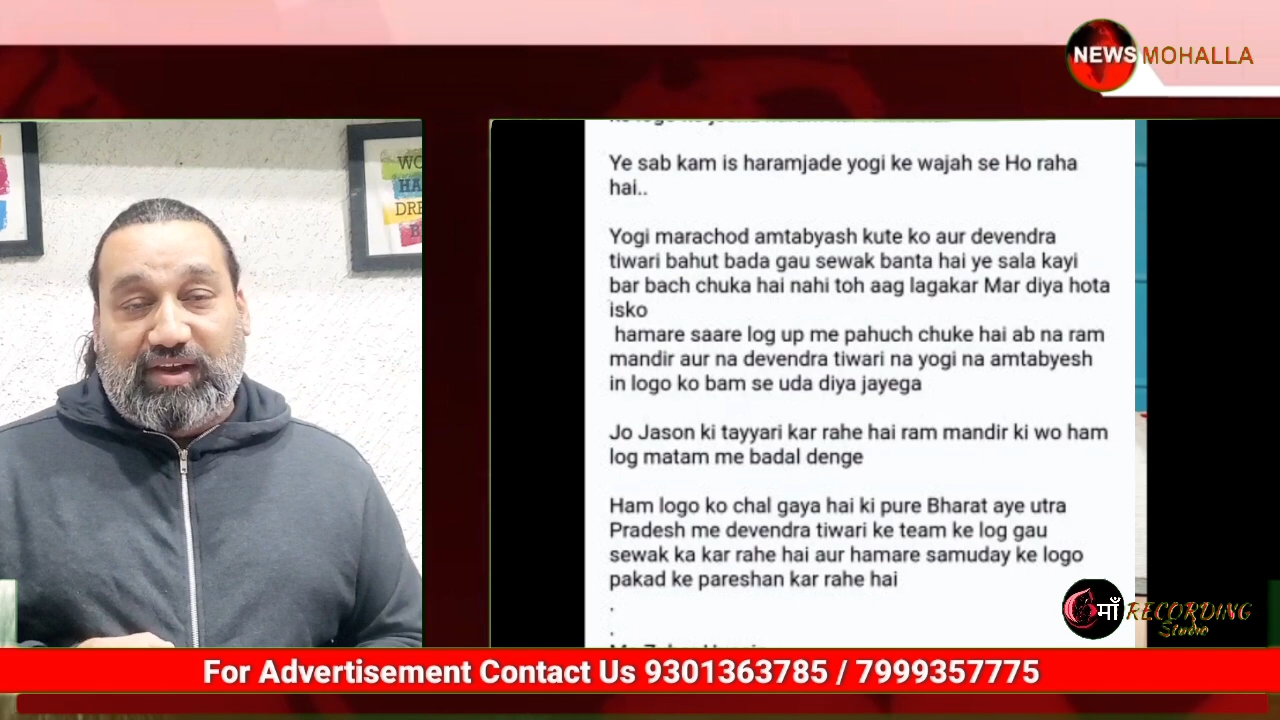 NEWS MOHALLA
WO
HA
DR
Ye sab kam is haramjade yogi ke wajah se Ho raha
hai..
Yogi marachod amtabyash kute ko aur devendra
tiwari bahut bada gau sewak banta hai ye sala kayi
bar bach chuka hai nahi toh aag lagakar Mar diya hota
isko
hamare saare log up me pahuch chuke hai ab na ram
mandir aur na devendra tiwari na yogi na amtabyesh
in logo ko bam se uda diya jayega
Jo Jason ki tayyari kar rahe hai ram mandir ki wo ham
log matam me badal denge
Ham logo ko chal gaya hai ki pure Bharat aye utra
Pradesh me devendra tiwari ke team ke log gau
sewak ka kar rahe hai aur hamare samuday ke logo
pakad ke pareshan kar rahe hai
.
.
माँ RECORDING
Studio
For Advertisement Contact Us 9301363785 / 7999357775